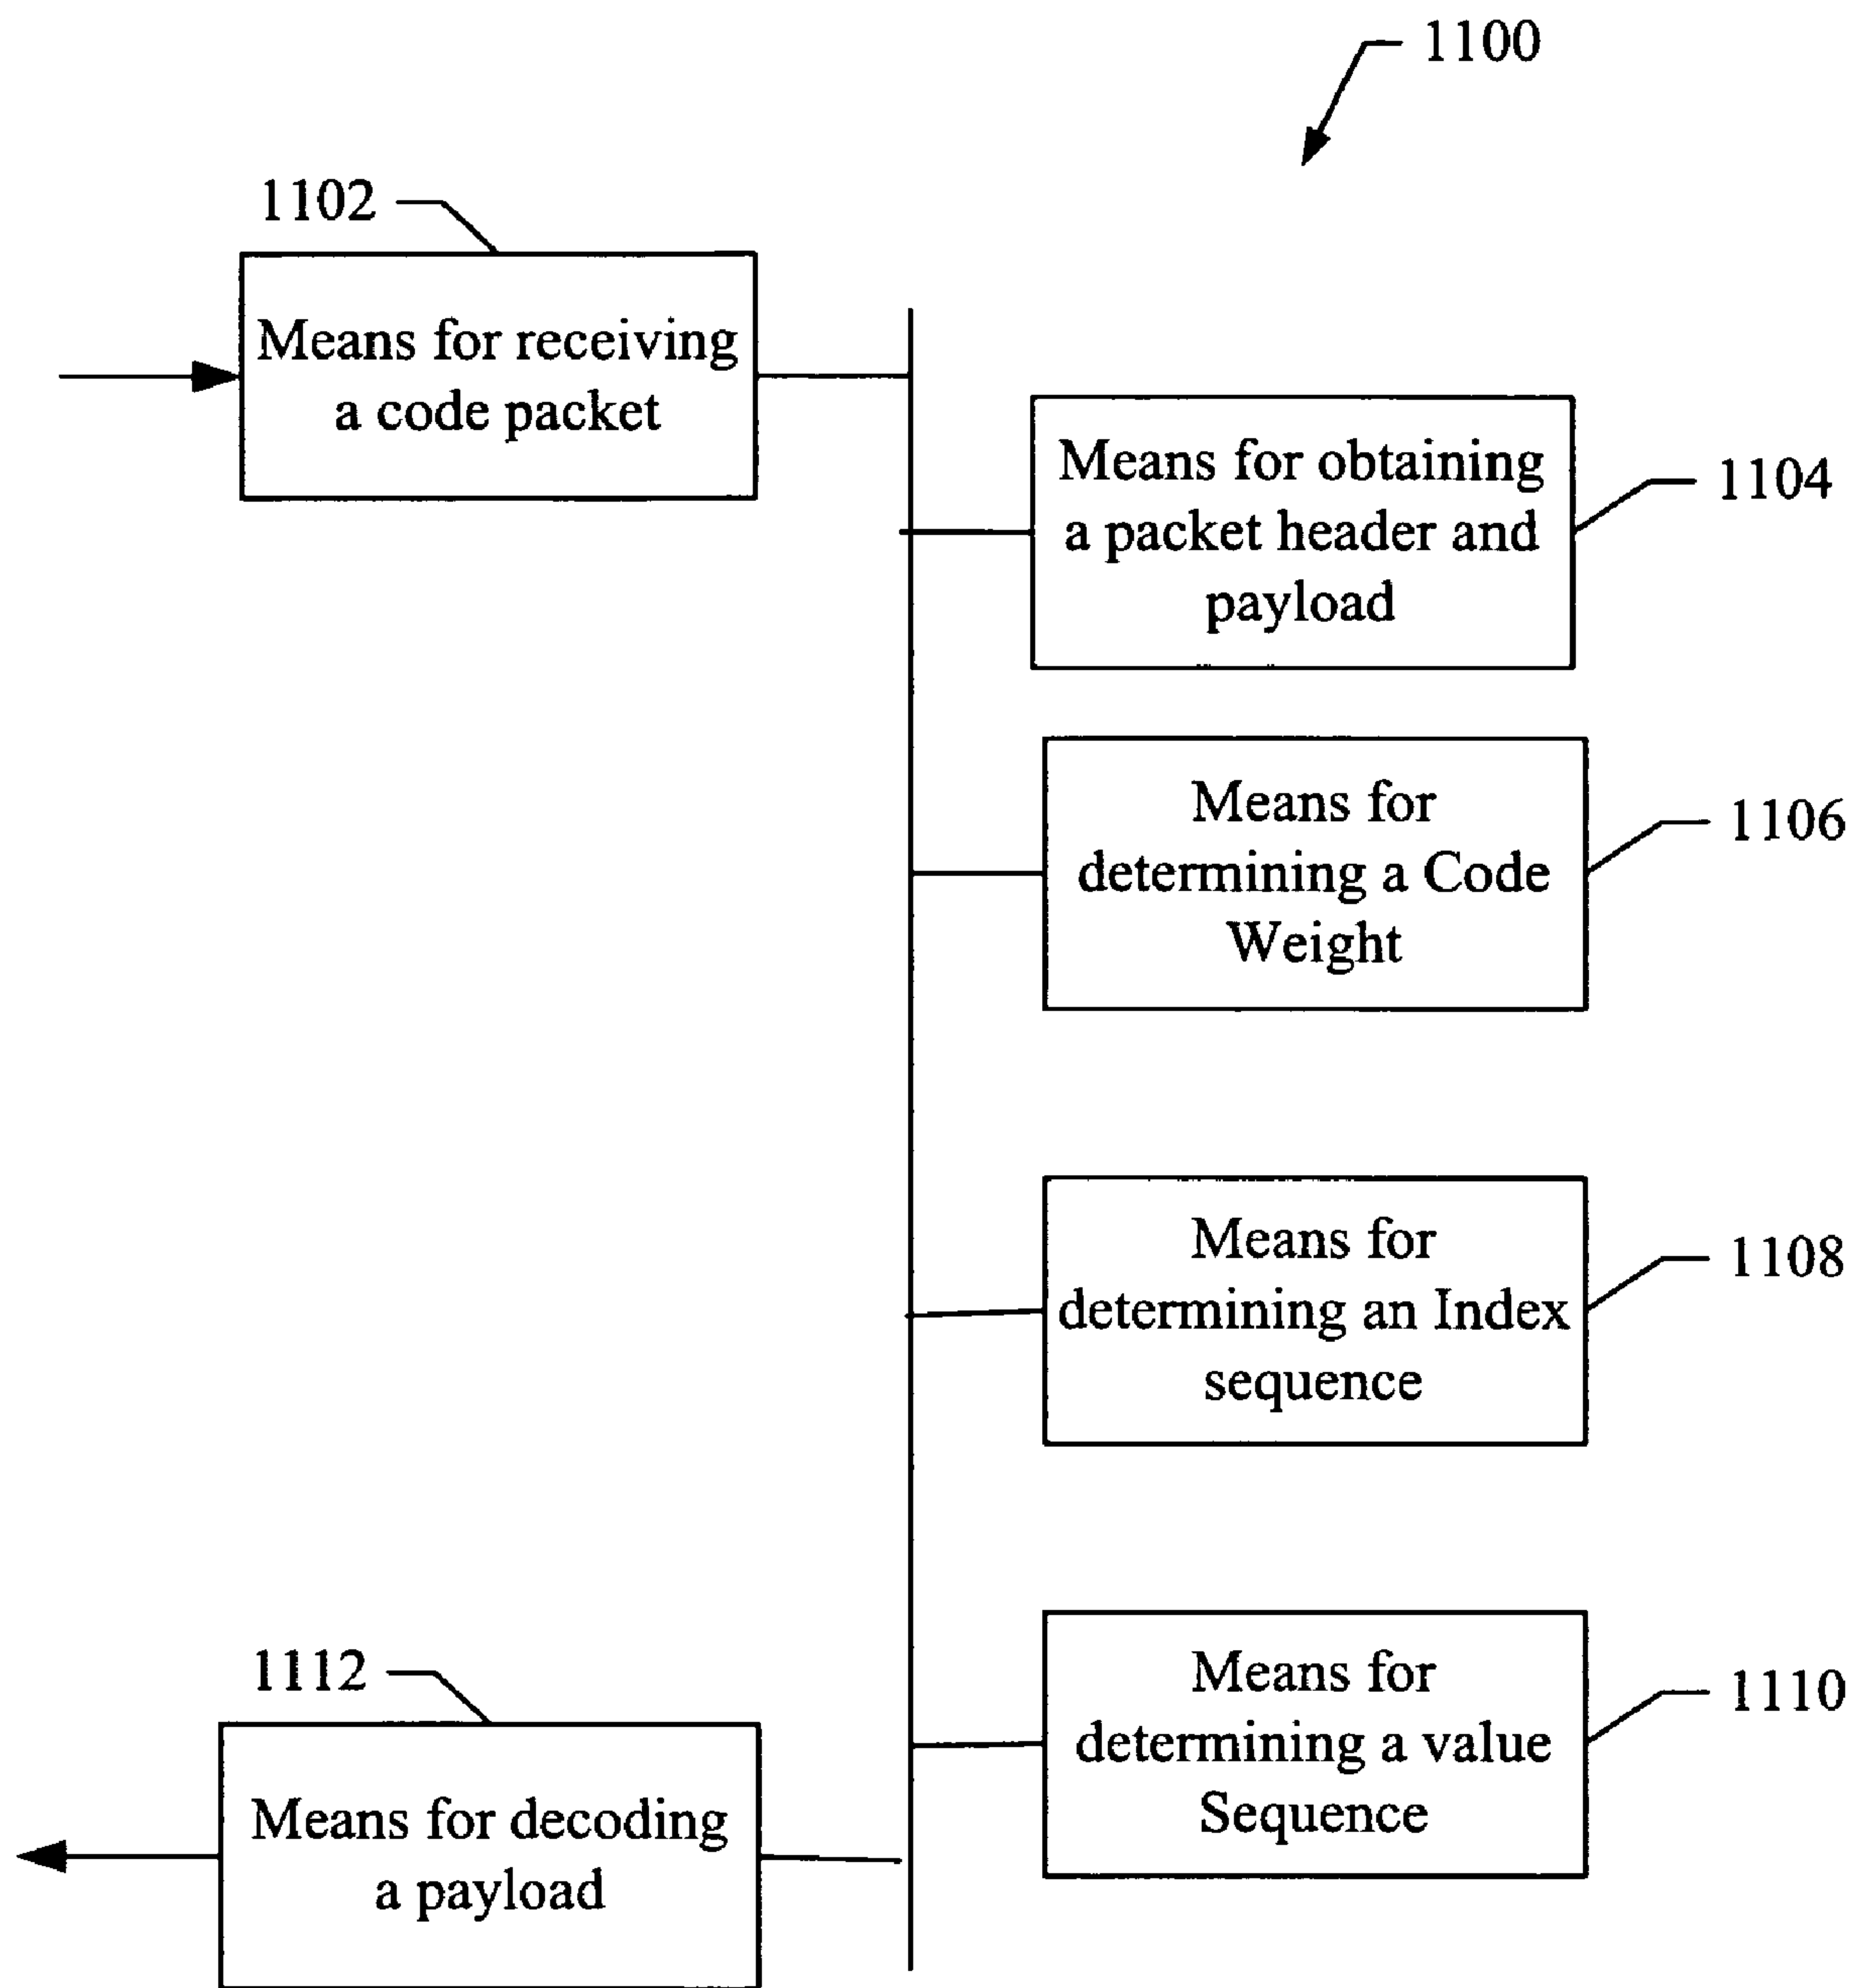 1100
1102
Means for receiving
a code packet
Means for obtaining
a packet header and
payload
1104
Means for
determining a Code
Weight
1106
Means for
determining an Index
sequence
1108
Means for
determining a value
Sequence
1110
1112
Means for decoding
a payload